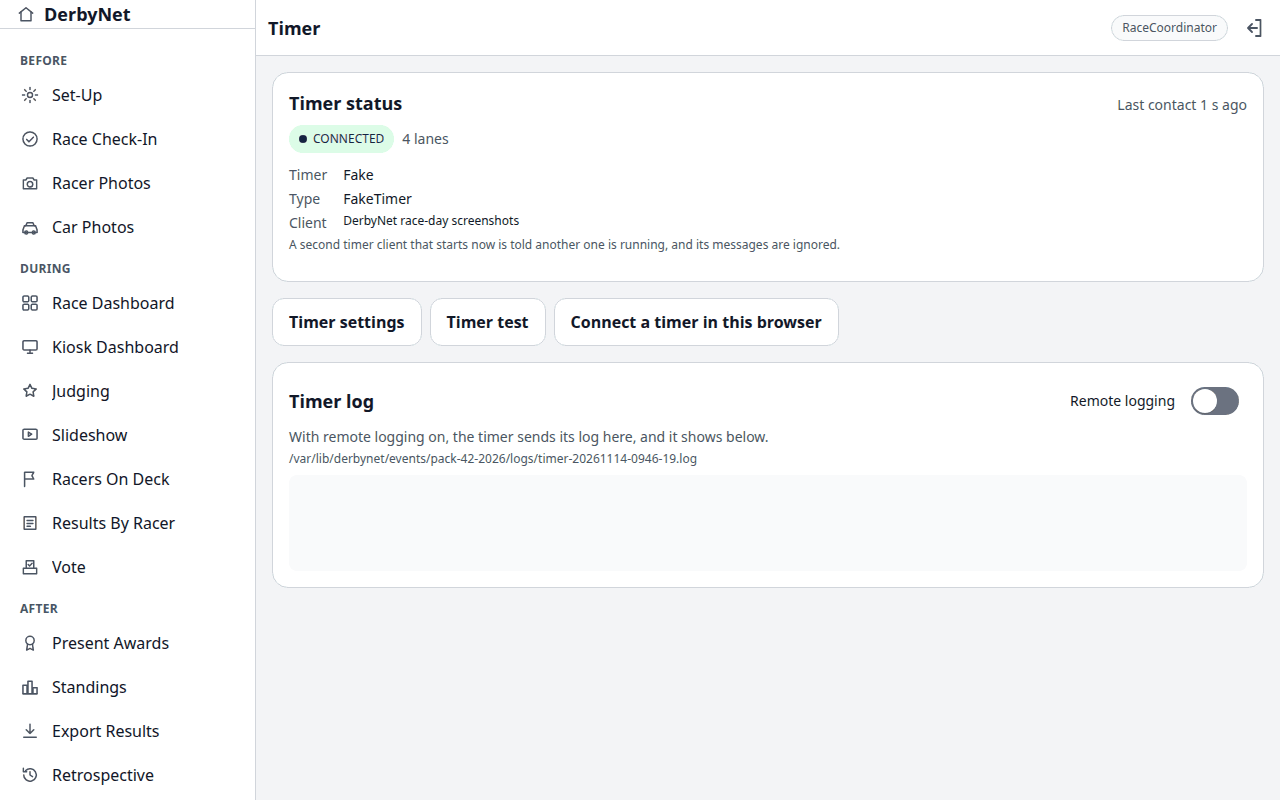 DerbyNet
BEFORE
Set-Up
Race Check-In
Racer Photos
Car Photos
DURING
Race Dashboard
Kiosk Dashboard
Judging
Slideshow
Racers On Deck
Results By Racer
Vote
AFTER
Present Awards
Standings
Export Results
Retrospective
Timer
RaceCoordinator
Timer status
Last contact 1 s ago
CONNECTED 4 lanes
Timer Fake
Type FakeTimer
Client DerbyNet race-day screenshots
A second timer client that starts now is told another one is running, and its messages are ignored.
Timer settings Timer test Connect a timer in this browser
Timer log
Remote logging
With remote logging on, the timer sends its log here, and it shows below.
/var/lib/derbynet/events/pack-42-2026/logs/timer-20261114-0946-19.log